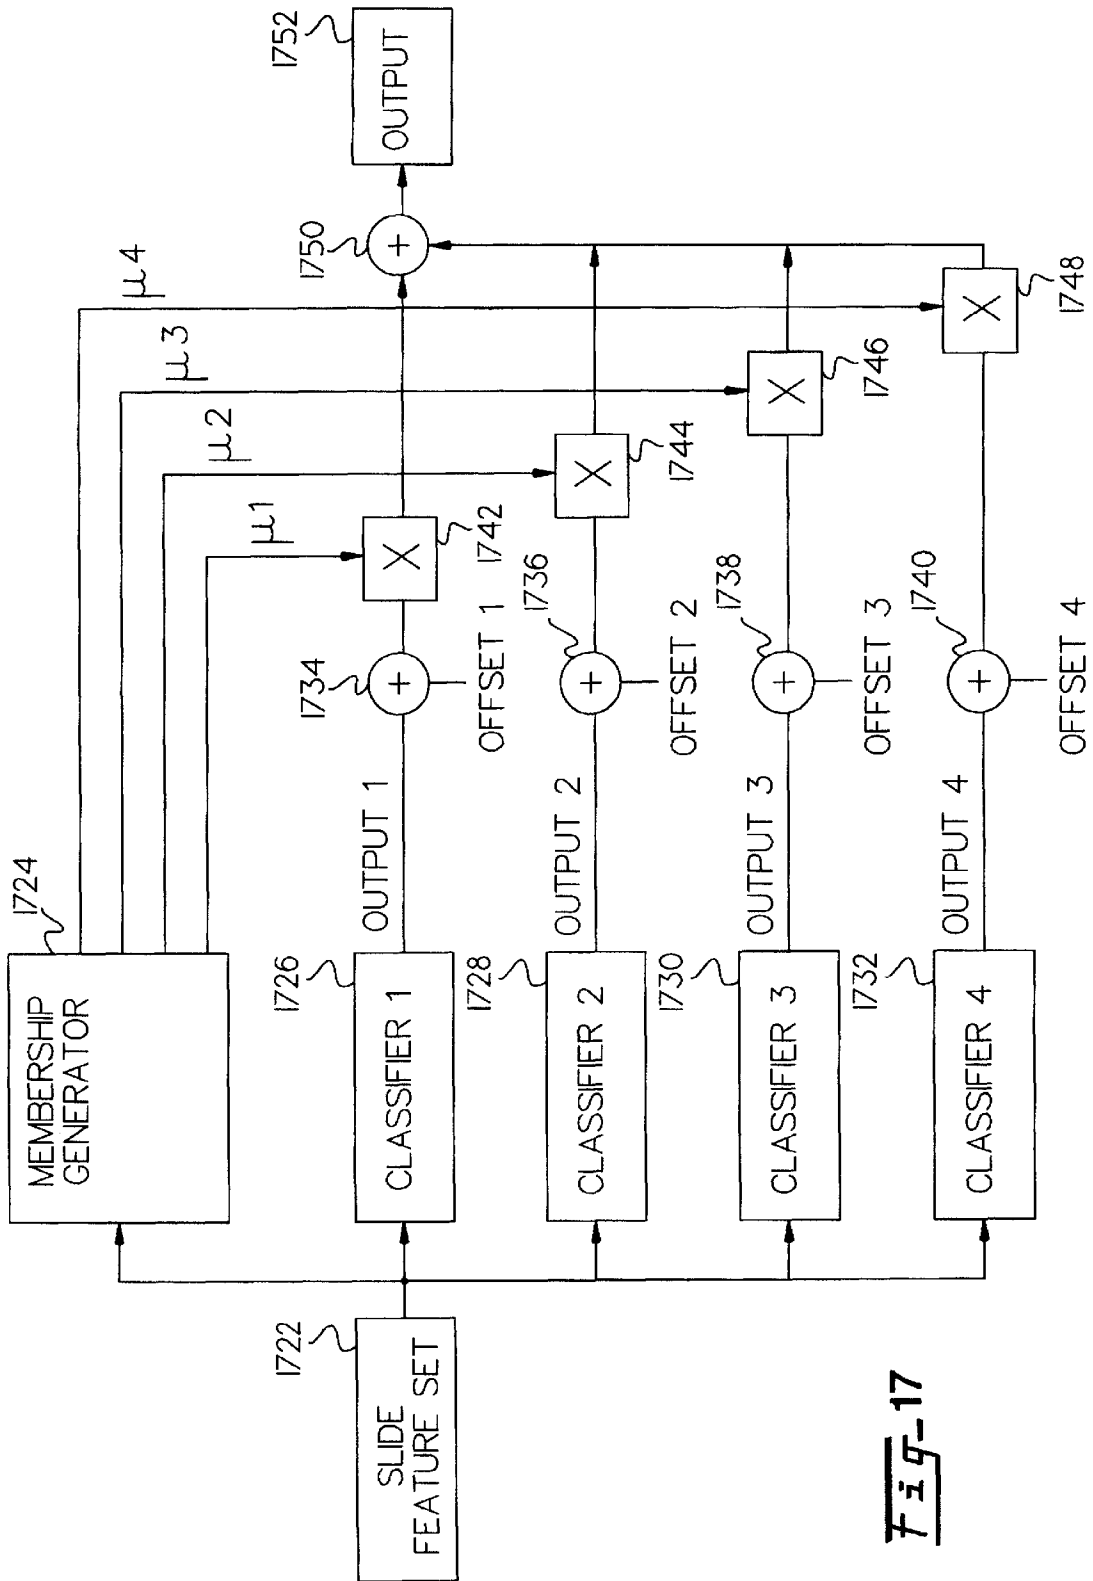 1722
SLIDE
FEATURE SET
1724
MEMBERSHIP
GENERATOR
µ1
µ2
µ3
µ4
1726
CLASSIFIER 1
OUTPUT 1
1734
+
OFFSET 1
X
1742
1750
+
1752
OUTPUT
1728
CLASSIFIER 2
OUTPUT 2
1736
+
OFFSET 2
X
1744
1730
CLASSIFIER 3
OUTPUT 3
1738
+
OFFSET 3
X
1746
1732
CLASSIFIER 4
OUTPUT 4
1740
+
OFFSET 4
X
1748
Fig-17